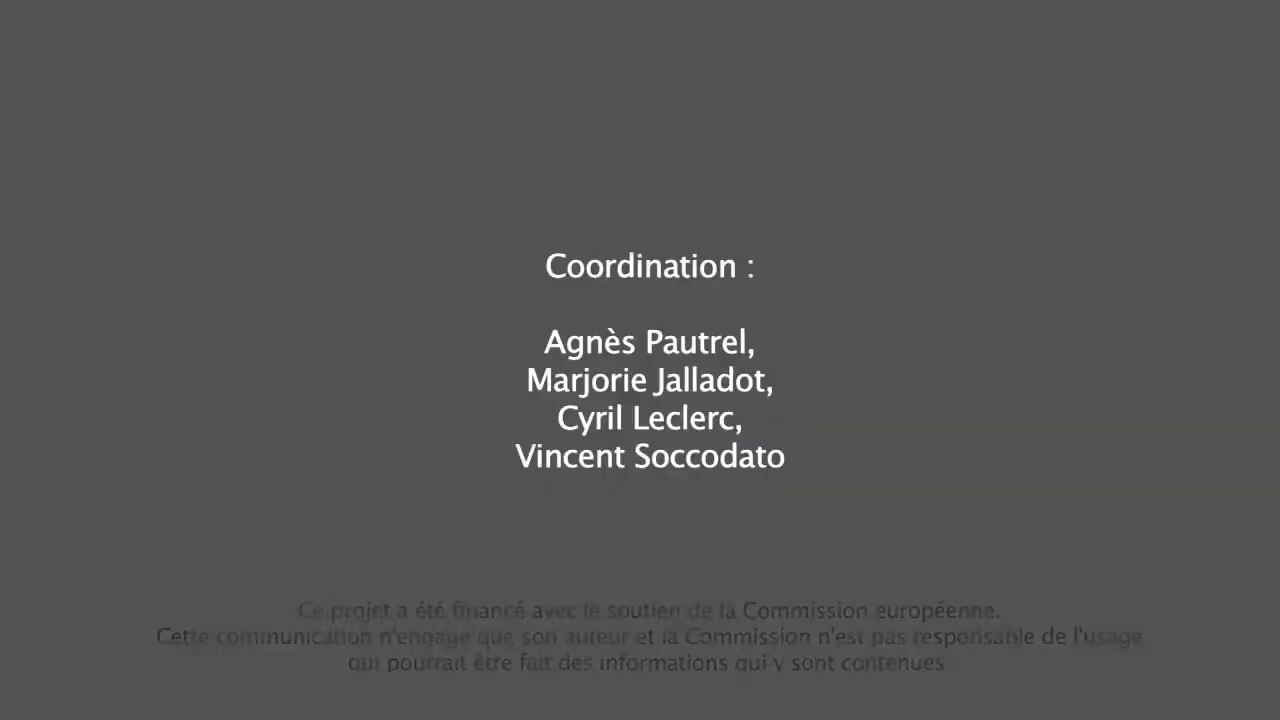 Coordination :
Agnès Pautrel,
Marjorie Jalladot,
Cyril Leclerc,
Vincent Soccodato
Ce projet a été financé avec le soutien de la Commission européenne.
Cette communication n'engage que son auteur et la Commission n'est pas responsable de l'usage
qui pourrait être fait des informations qui y sont contenues